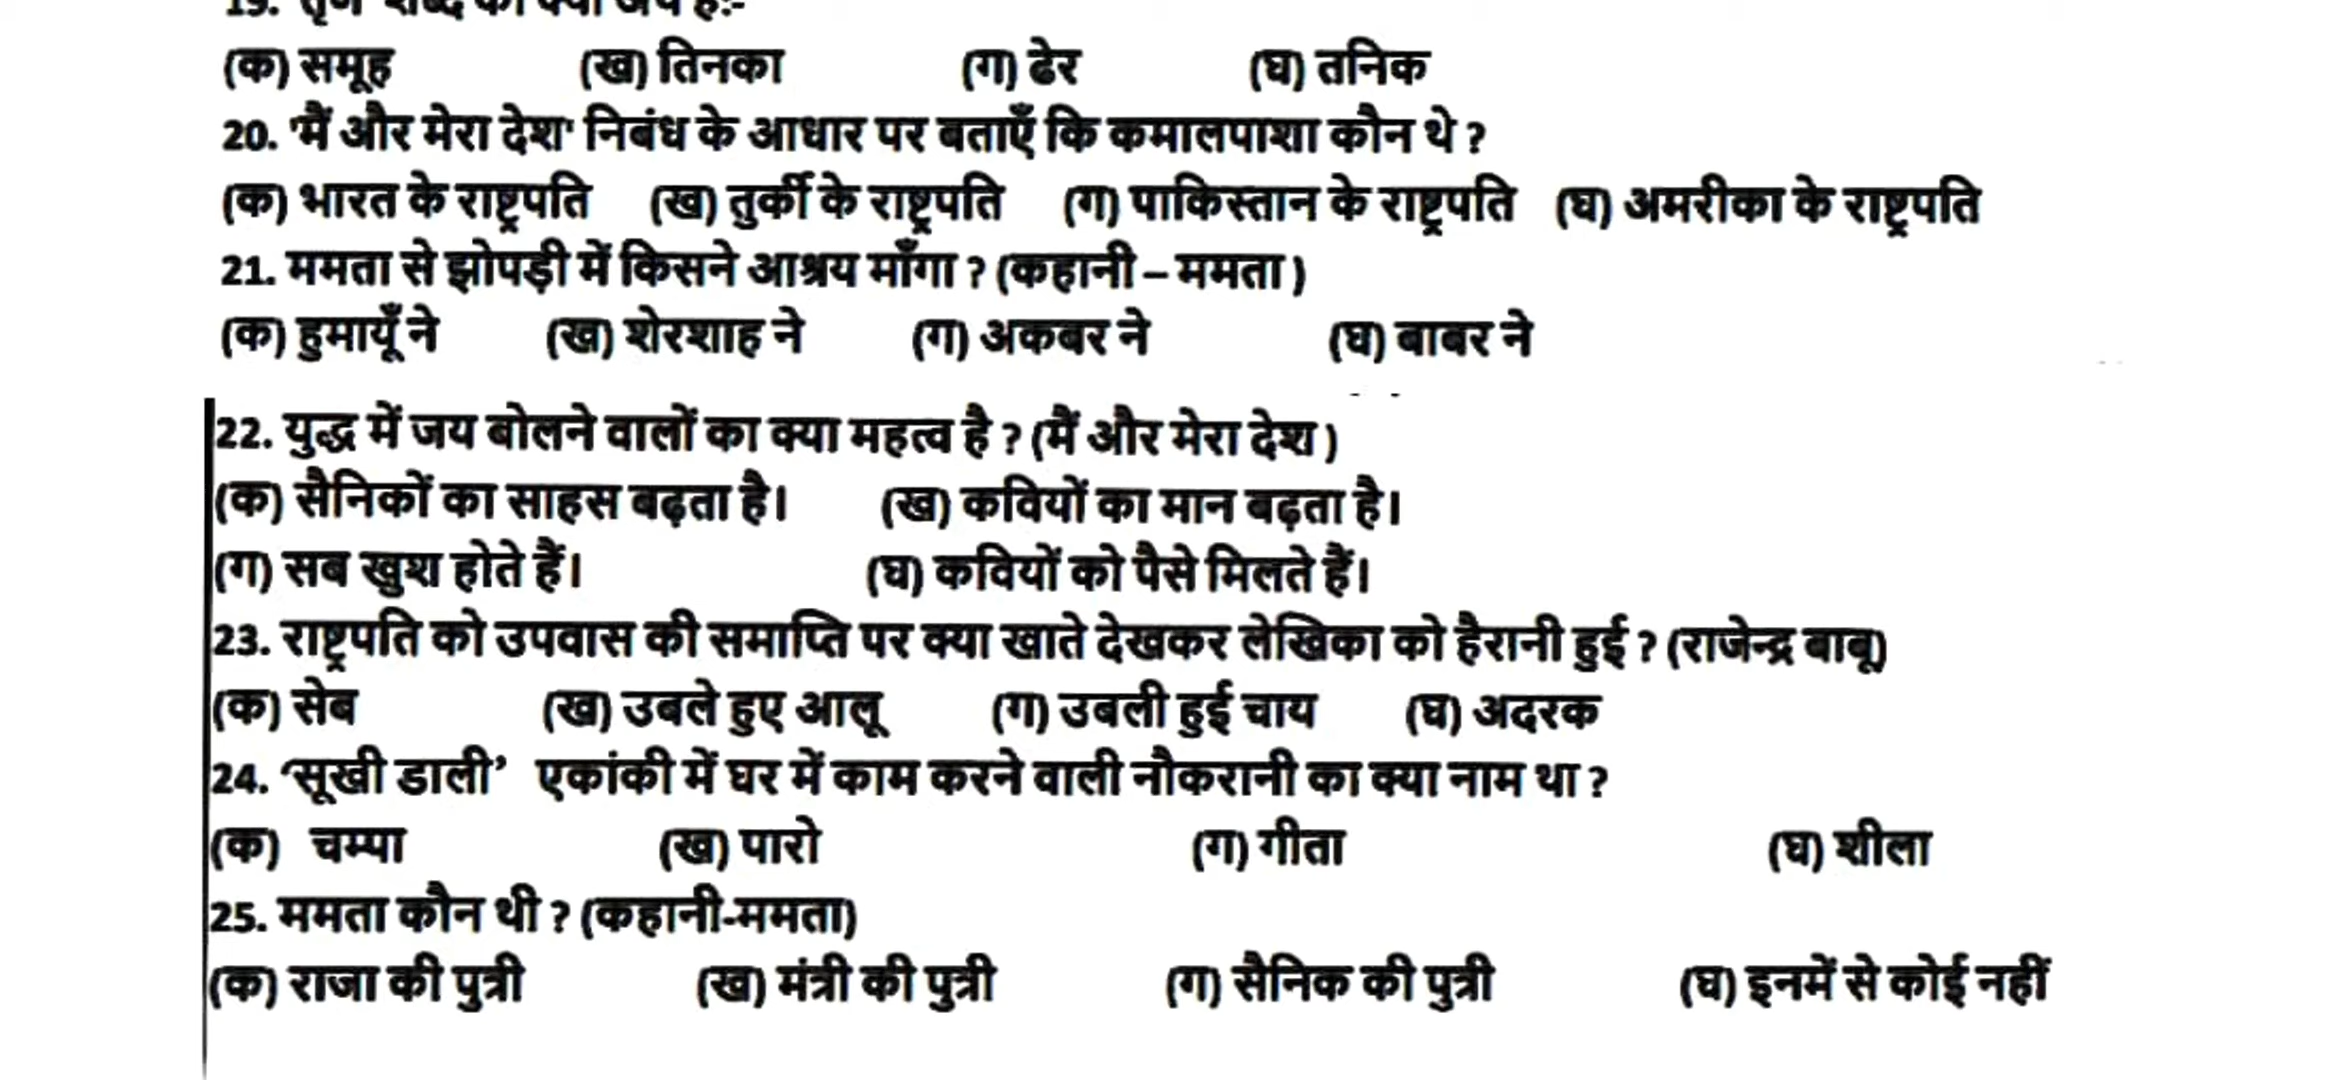 19. 'तृण' शब्द का क्या अर्थ है:-
(क) समूह (ख) तिनका (ग) ढेर (घ) तनिक
20. 'मैं और मेरा देश' निबंध के आधार पर बताएँ कि कमालपाशा कौन थे ?
(क) भारत के राष्ट्रपति (ख) तुर्की के राष्ट्रपति (ग) पाकिस्तान के राष्ट्रपति (घ) अमरीका के राष्ट्रपति
21. ममता से झोपड़ी में किसने आश्रय माँगा ? (कहानी – ममता )
(क) हुमायूँ ने (ख) शेरशाह ने (ग) अकबर ने (घ) बाबर ने
22. युद्ध में जय बोलने वालों का क्या महत्व है ? (मैं और मेरा देश )
(क) सैनिकों का साहस बढ़ता है। (ख) कवियों का मान बढ़ता है।
(ग) सब खुश होते हैं। (घ) कवियों को पैसे मिलते हैं।
23. राष्ट्रपति को उपवास की समाप्ति पर क्या खाते देखकर लेखिका को हैरानी हुई ? (राजेन्द्र बाबू)
(क) सेब (ख) उबले हुए आलू (ग) उबली हुई चाय (घ) अदरक
24. ‘सूखी डाली’ एकांकी में घर में काम करने वाली नौकरानी का क्या नाम था ?
(क) चम्पा (ख) पारो (ग) गीता (घ) शीला
25. ममता कौन थी ? (कहानी-ममता)
(क) राजा की पुत्री (ख) मंत्री की पुत्री (ग) सैनिक की पुत्री (घ) इनमें से कोई नहीं